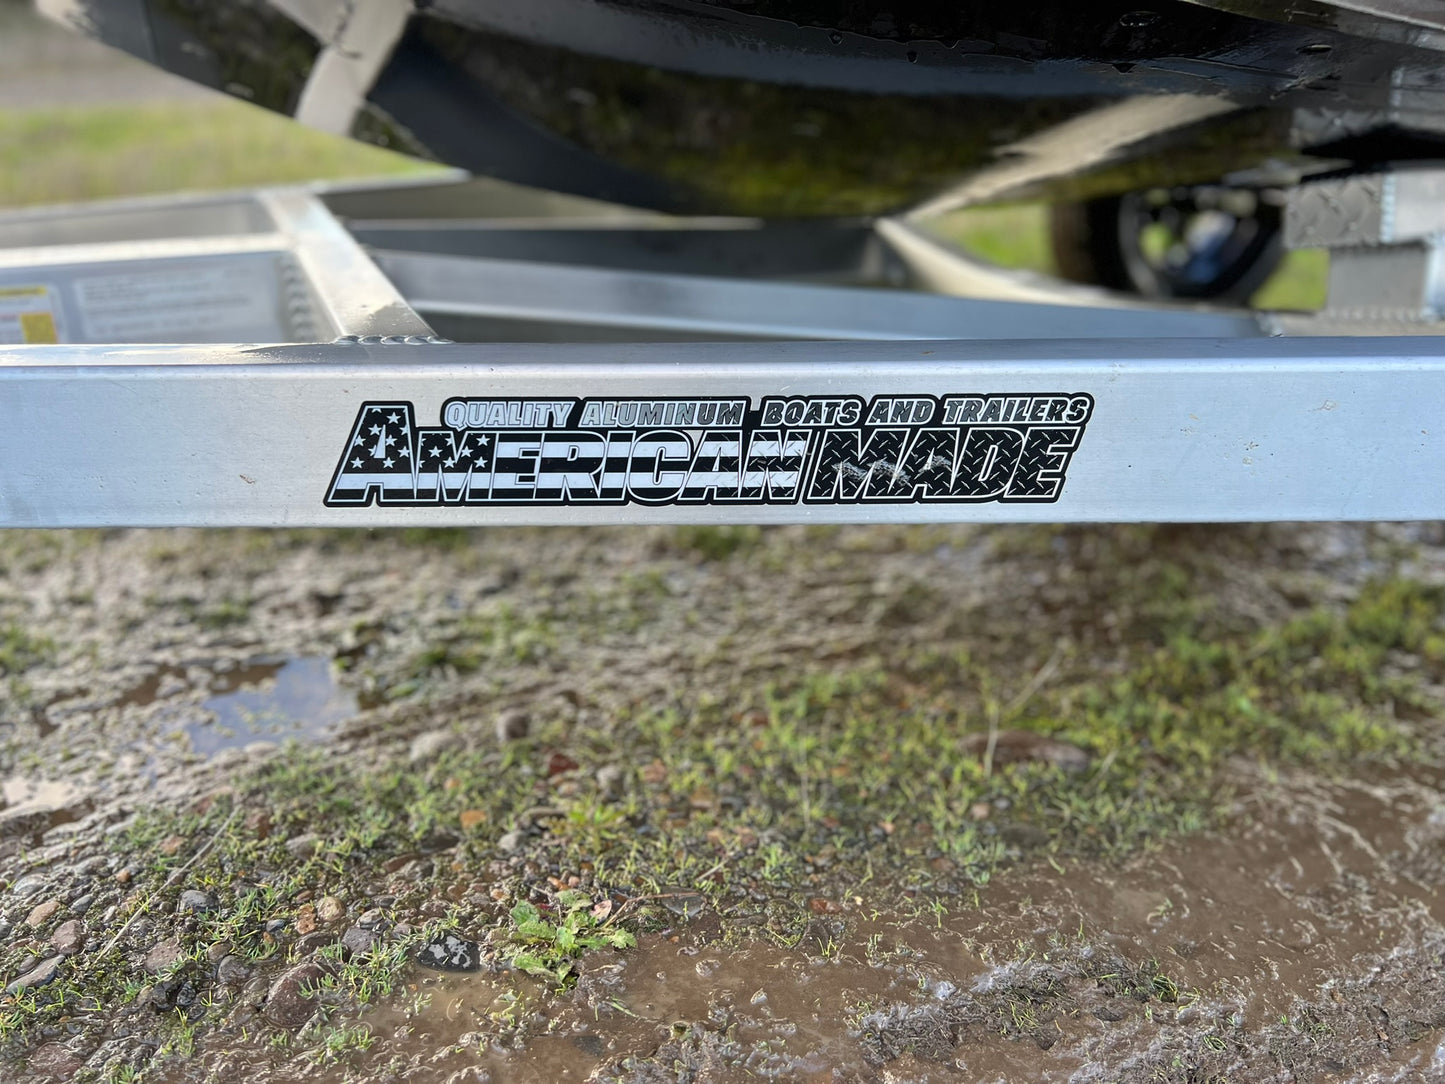 QUALITY ALUMINUM BOATS AND TRAILERS
AMERICAN MADE